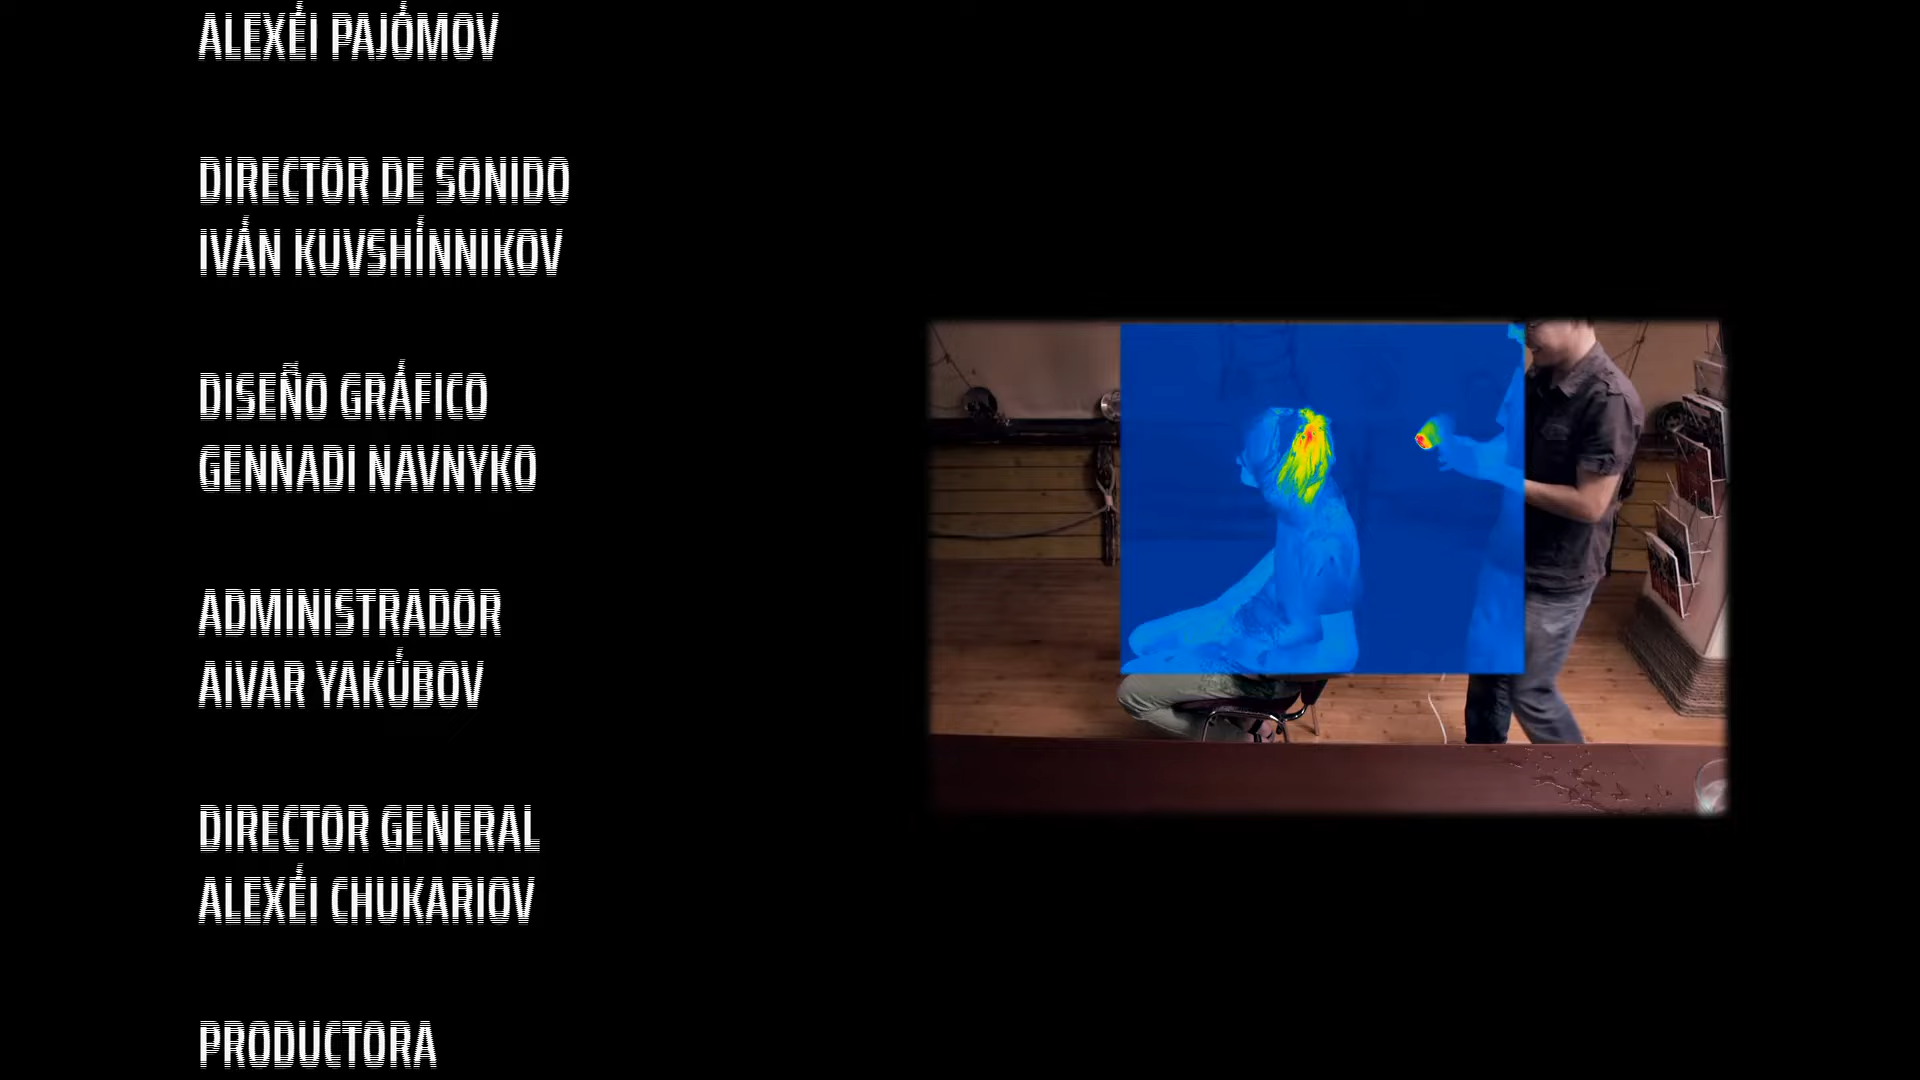 ALEXÉI PAJÓMOV
DIRECTOR DE SONIDO
IVÁN KUVSHÍNNIKOV
DISEÑO GRÁFICO
GENNADI NAVNYKO
ADMINISTRADOR
AIVAR YAKÚBOV
DIRECTOR GENERAL
ALEXÉI CHUKARIOV
PRODUCTORA